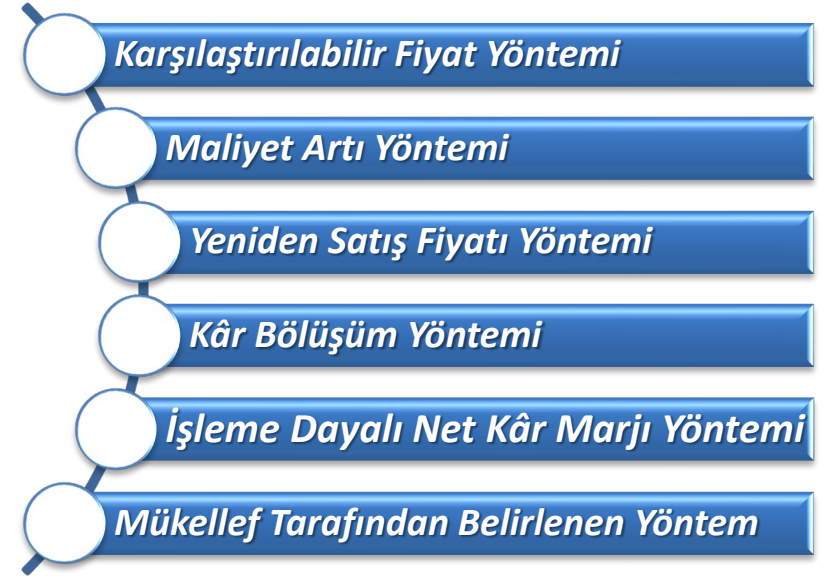 Karşılaştırılabilir Fiyat Yöntemi
Maliyet Artı Yöntemi
Yeniden Satış Fiyatı Yöntemi
Kâr Bölüşüm Yöntemi
İşleme Dayalı Net Kâr Marjı Yöntemi
Mükellef Tarafından Belirlenen Yöntem